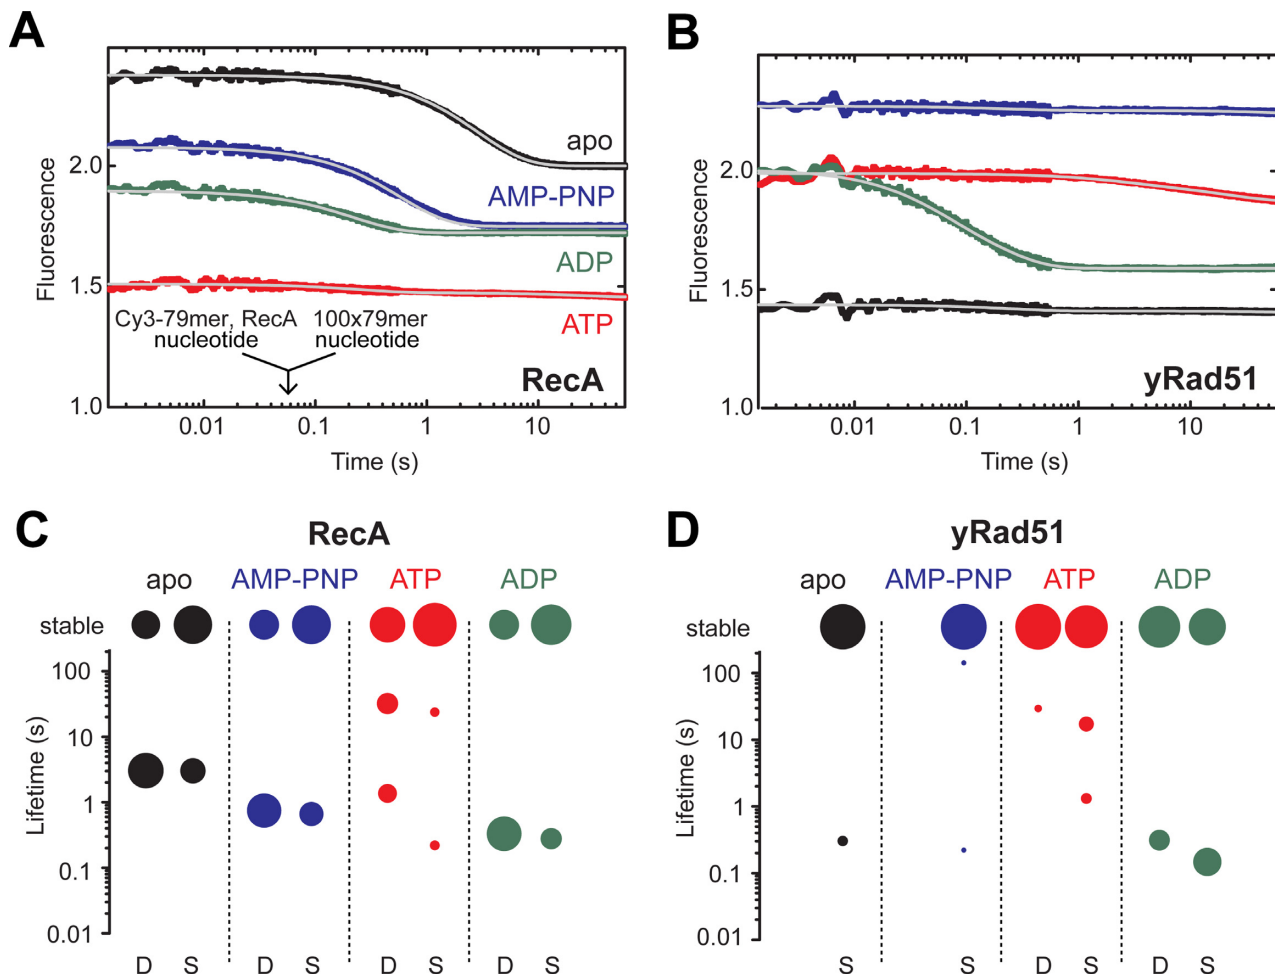 A
Fluorescence
2.0
1.5
1.0
apo
AMP-PNP
ADP
ATP
Cy3-79mer, RecA
nucleotide
100x79mer
nucleotide
RecA
0.01 0.1 1 10
Time (s)
B
Fluorescence
2.0
1.5
1.0
yRad51
0.01 0.1 1 10
Time (s)
C
RecA
apo AMP-PNP ATP ADP
stable
Lifetime (s)
100
10
1
0.1
0.01
D S D S D S D S
D
yRad51
apo AMP-PNP ATP ADP
stable
Lifetime (s)
100
10
1
0.1
0.01
S S D S D S